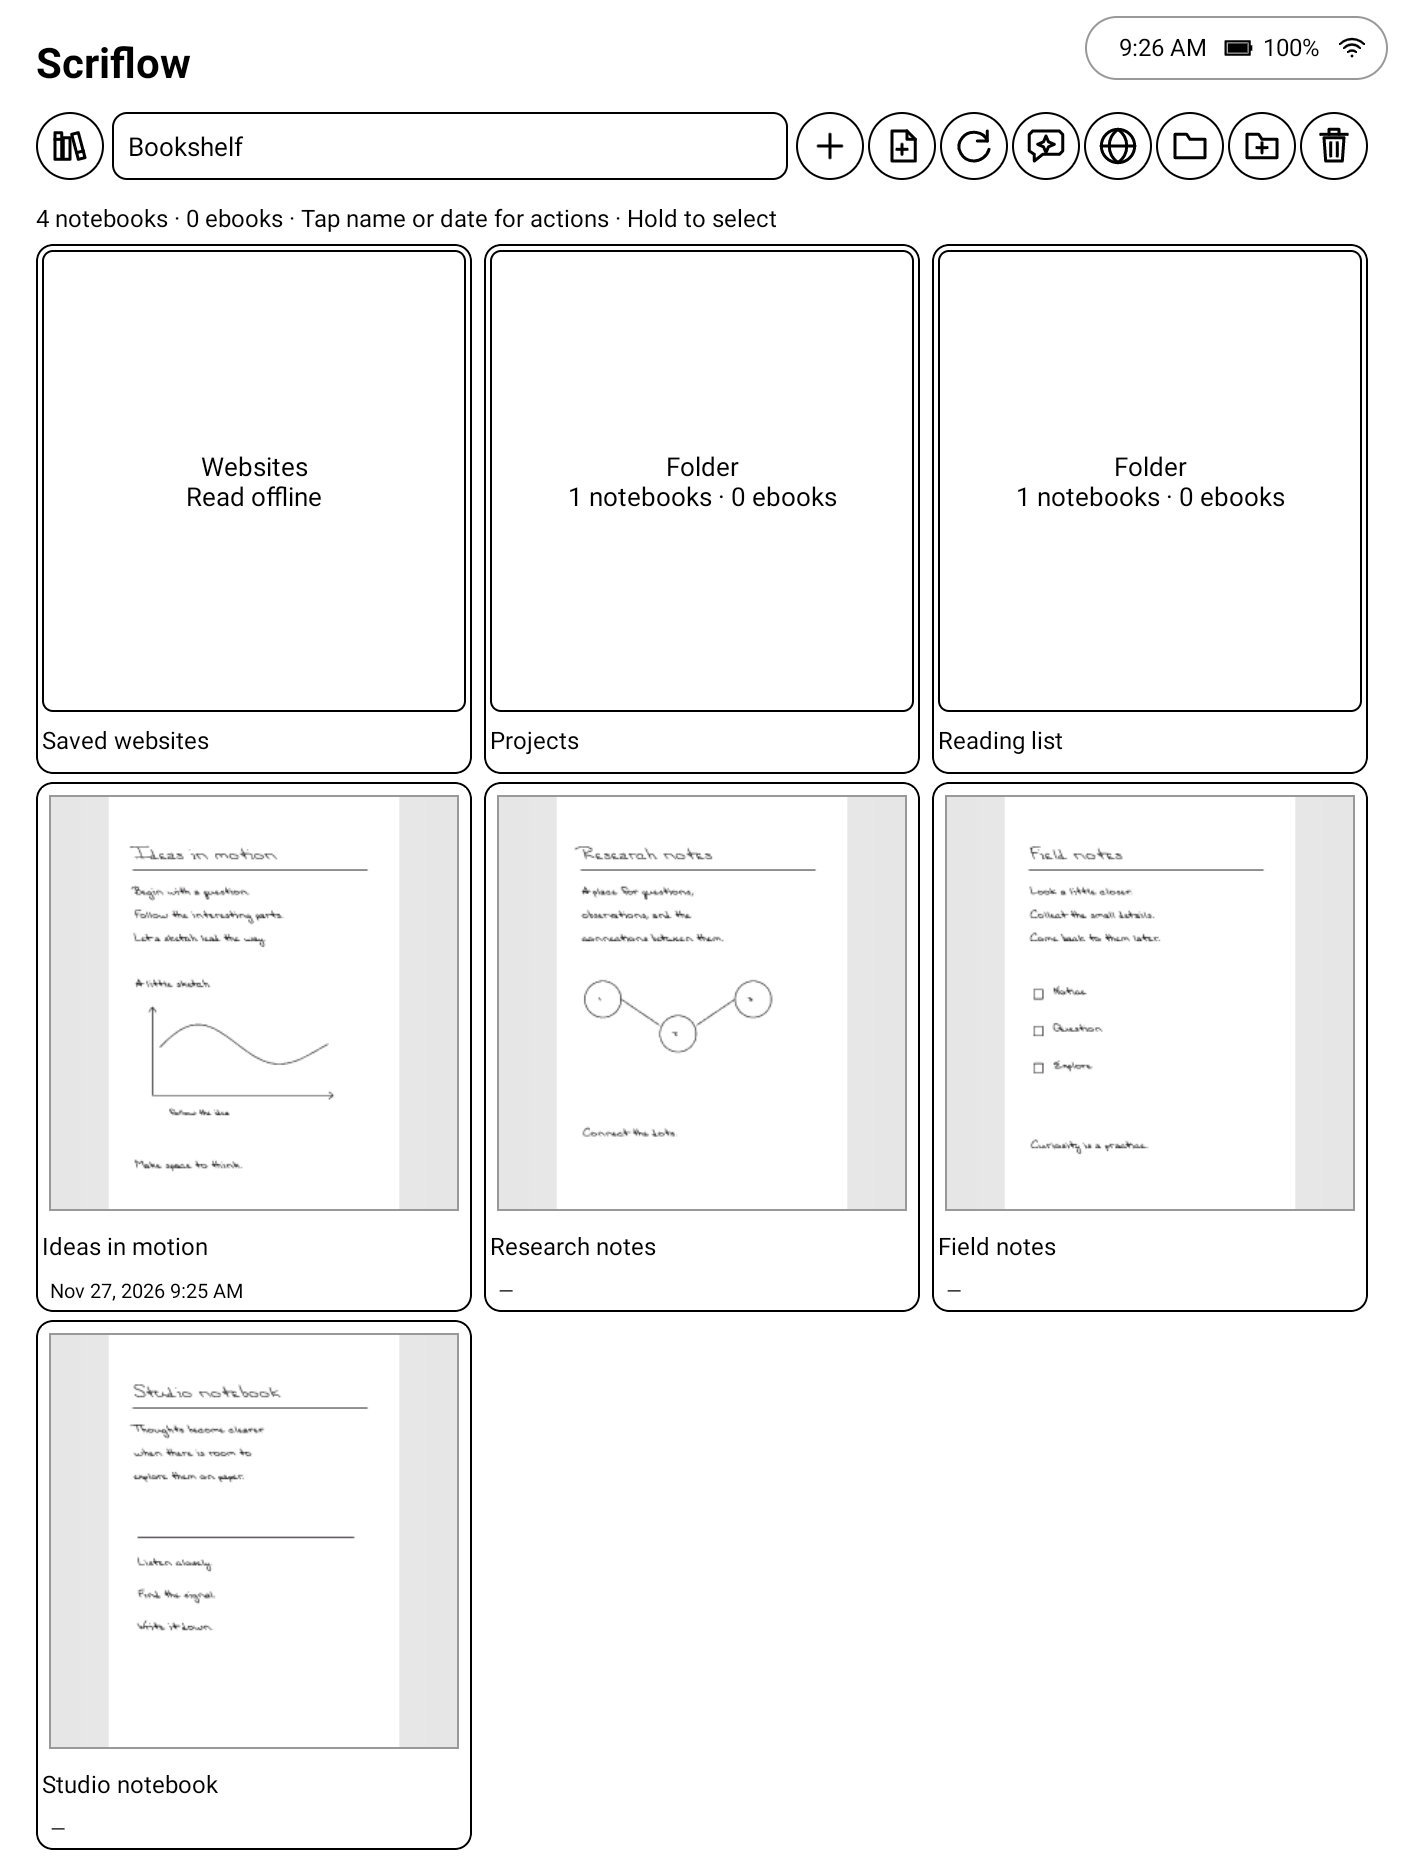 9:26 AM 100%
Scriflow
Bookshelf
4 notebooks · 0 ebooks · Tap name or date for actions · Hold to select
Websites
Read offline
Saved websites
Folder
1 notebooks · 0 ebooks
Projects
Folder
1 notebooks · 0 ebooks
Reading list
Ideas in motion
Begin with a question.
Follow the interesting parts.
Let a sketch lead the way.
A little sketch
Follow the idea
Make space to think.
Ideas in motion
Nov 27, 2026 9:25 AM
Research notes
A place for questions,
observations, and the
connections between them.
1
2
3
Connect the dots.
Research notes
—
Field notes
Look a little closer.
Collect the small details.
Come back to them later.
Notice
Question
Explore
Curiosity is a practice.
Field notes
—
Studio notebook
Thoughts become clearer
when there is room to
explore them on paper.
Listen closely.
Find the signal.
Write it down.
Studio notebook
—